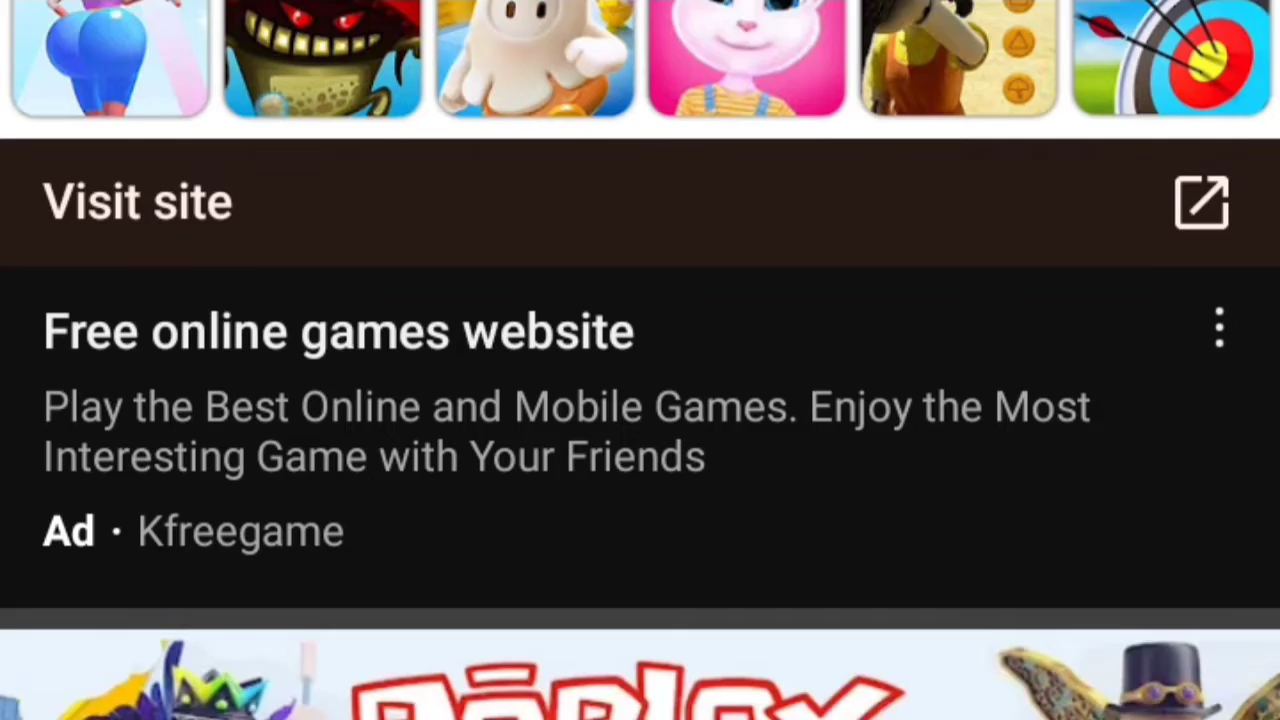 Visit site
Free online games website
Play the Best Online and Mobile Games. Enjoy the Most
Interesting Game with Your Friends
Ad · Kfreegame
ROBLOX